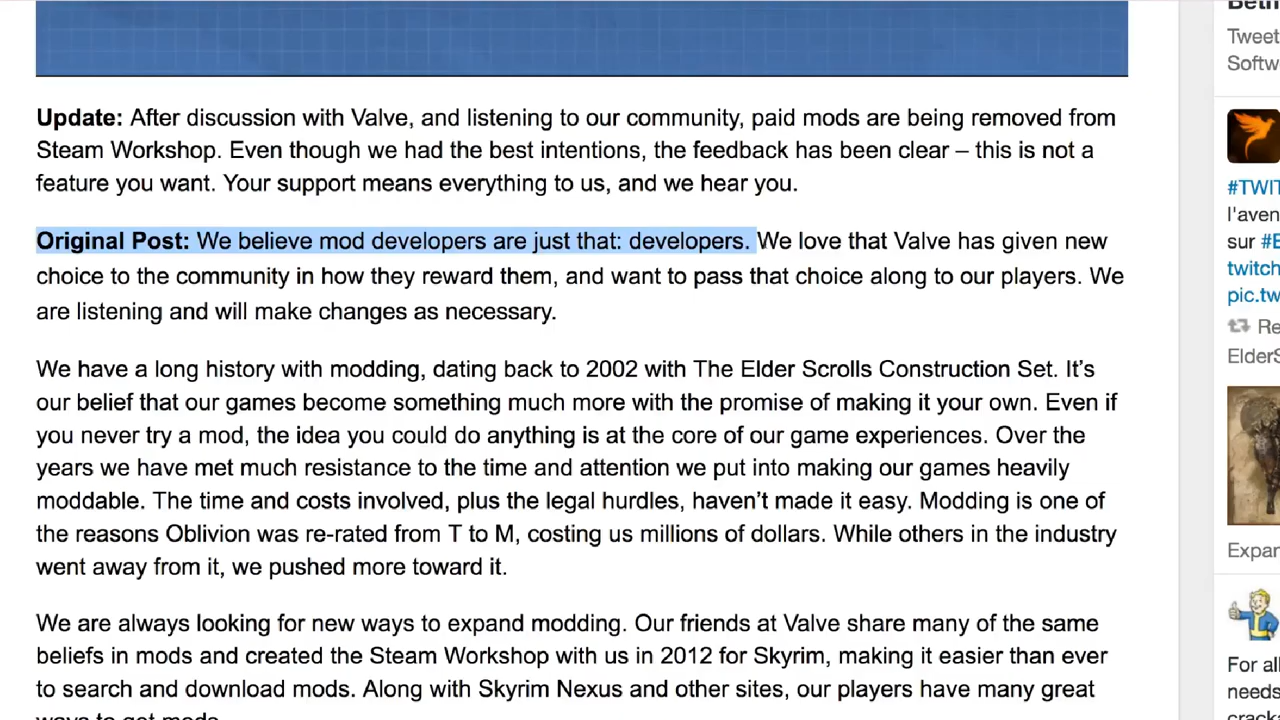 Update: After discussion with Valve, and listening to our community, paid mods are being removed from
Steam Workshop. Even though we had the best intentions, the feedback has been clear – this is not a
feature you want. Your support means everything to us, and we hear you.
Original Post: We believe mod developers are just that: developers. We love that Valve has given new
choice to the community in how they reward them, and want to pass that choice along to our players. We
are listening and will make changes as necessary.
We have a long history with modding, dating back to 2002 with The Elder Scrolls Construction Set. It’s
our belief that our games become something much more with the promise of making it your own. Even if
you never try a mod, the idea you could do anything is at the core of our game experiences. Over the
years we have met much resistance to the time and attention we put into making our games heavily
moddable. The time and costs involved, plus the legal hurdles, haven’t made it easy. Modding is one of
the reasons Oblivion was re-rated from T to M, costing us millions of dollars. While others in the industry
went away from it, we pushed more toward it.
We are always looking for new ways to expand modding. Our friends at Valve share many of the same
beliefs in mods and created the Steam Workshop with us in 2012 for Skyrim, making it easier than ever
to search and download mods. Along with Skyrim Nexus and other sites, our players have many great
ways to get mods.
Beth
Tweet
Softw
#TWIT
l'aven
sur #E
twitch
pic.tw
Re
ElderS
Expan
For all
needs
crack